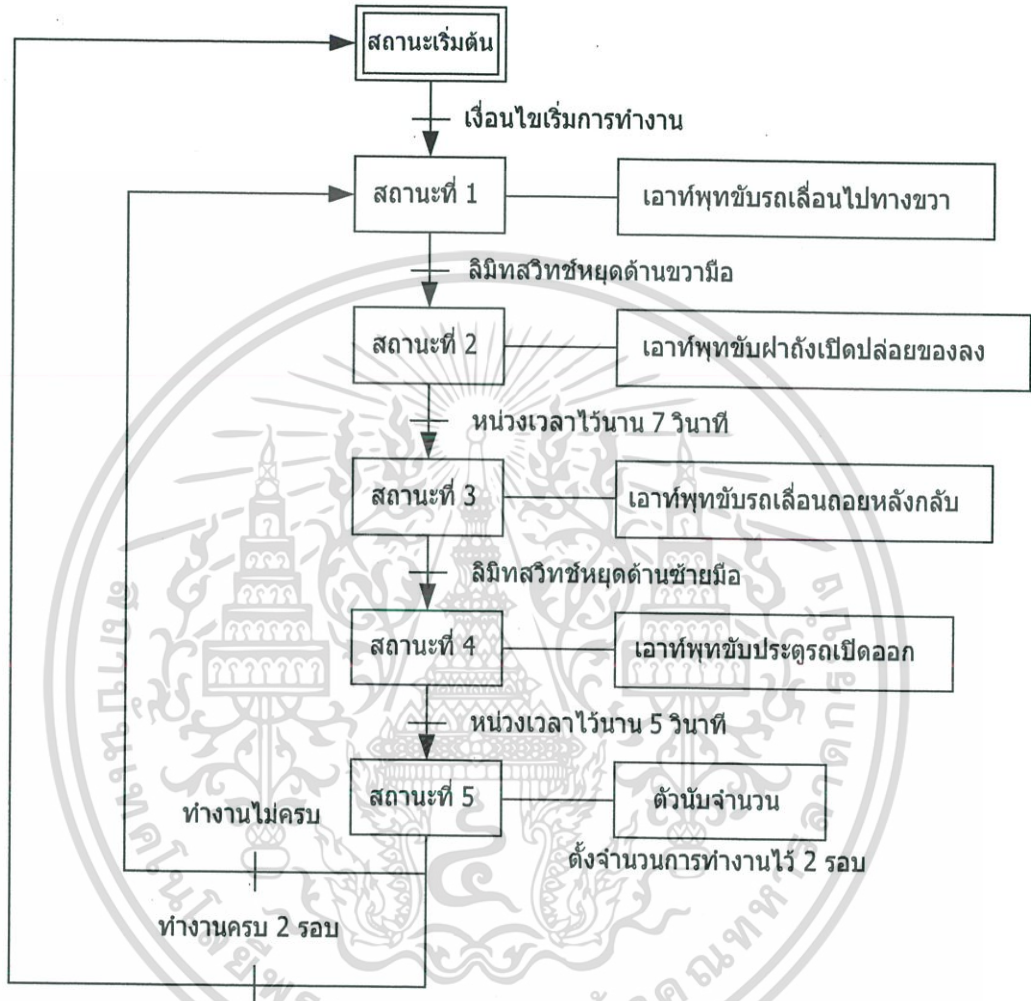 สถานะเริ่มต้น
เงื่อนไขเริ่มการทำงาน
สถานะที่ 1
เอาท์พุทขับรถเลื่อนไปทางขวา
ลิมิทสวิทช์หยุดด้านขวามือ
สถานะที่ 2
เอาท์พุทขับฝาถังเปิดปล่อยของลง
หน่วงเวลาไว้นาน 7 วินาที
สถานะที่ 3
เอาท์พุทขับรถเลื่อนถอยหลังกลับ
ลิมิทสวิทช์หยุดด้านซ้ายมือ
สถานะที่ 4
เอาท์พุทขับประตูรถเปิดออก
หน่วงเวลาไว้นาน 5 วินาที
สถานะที่ 5
ตัวนับจำนวน
ทำงานไม่ครบ
ตั้งจำนวนการทำงานไว้ 2 รอบ
ทำงานครบ 2 รอบ